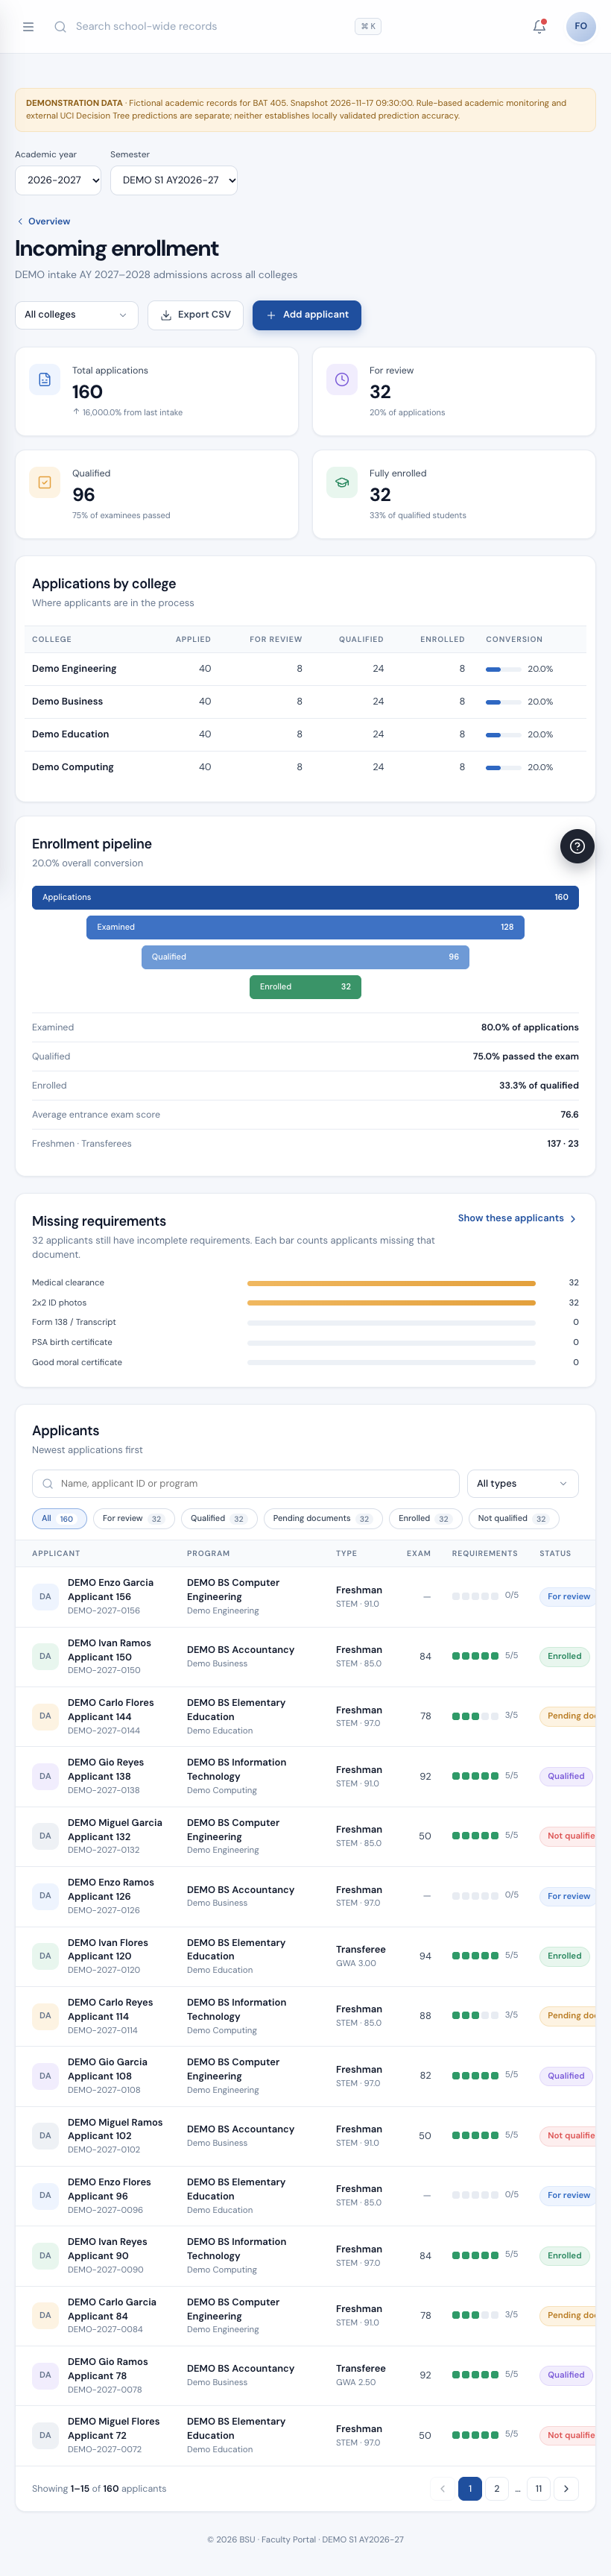 Search school-wide records
⌘ K
FO
DEMONSTRATION DATA · Fictional academic records for BAT 405. Snapshot 2026-11-17 09:30:00. Rule-based academic monitoring and
external UCI Decision Tree predictions are separate; neither establishes locally validated prediction accuracy.
Academic year
Semester
2026-2027
DEMO S1 AY2026-27
Overview
Incoming enrollment
DEMO intake AY 2027–2028 admissions across all colleges
All colleges
Export CSV
Add applicant
Total applications
160
↑ 16,000.0% from last intake
For review
32
20% of applications
Qualified
96
75% of examinees passed
Fully enrolled
32
33% of qualified students
Applications by college
Where applicants are in the process
COLLEGE APPLIED FOR REVIEW QUALIFIED ENROLLED CONVERSION
Demo Engineering 40 8 24 8 20.0%
Demo Business 40 8 24 8 20.0%
Demo Education 40 8 24 8 20.0%
Demo Computing 40 8 24 8 20.0%
Enrollment pipeline
20.0% overall conversion
Applications 160
Examined 128
Qualified 96
Enrolled 32
Examined 80.0% of applications
Qualified 75.0% passed the exam
Enrolled 33.3% of qualified
Average entrance exam score 76.6
Freshmen · Transferees 137 · 23
Missing requirements
Show these applicants
32 applicants still have incomplete requirements. Each bar counts applicants missing that
document.
Medical clearance 32
2x2 ID photos 32
Form 138 / Transcript 0
PSA birth certificate 0
Good moral certificate 0
Applicants
Newest applications first
Name, applicant ID or program
All types
All 160 For review 32 Qualified 32 Pending documents 32 Enrolled 32 Not qualified 32
APPLICANT PROGRAM TYPE EXAM REQUIREMENTS STATUS
DA DEMO Enzo Garcia Applicant 156 DEMO-2027-0156 DEMO BS Computer Engineering Demo Engineering Freshman STEM · 91.0 — 0/5 For review
DA DEMO Ivan Ramos Applicant 150 DEMO-2027-0150 DEMO BS Accountancy Demo Business Freshman STEM · 85.0 84 5/5 Enrolled
DA DEMO Carlo Flores Applicant 144 DEMO-2027-0144 DEMO BS Elementary Education Demo Education Freshman STEM · 97.0 78 3/5 Pending
DA DEMO Gio Reyes Applicant 138 DEMO-2027-0138 DEMO BS Information Technology Demo Computing Freshman STEM · 91.0 92 5/5 Qualified
DA DEMO Miguel Garcia Applicant 132 DEMO-2027-0132 DEMO BS Computer Engineering Demo Engineering Freshman STEM · 85.0 50 5/5 Not
DA DEMO Enzo Ramos Applicant 126 DEMO-2027-0126 DEMO BS Accountancy Demo Business Freshman STEM · 97.0 — 0/5 For review
DA DEMO Ivan Flores Applicant 120 DEMO-2027-0120 DEMO BS Elementary Education Demo Education Transferee GWA 3.00 94 5/5 Enrolled
DA DEMO Carlo Reyes Applicant 114 DEMO-2027-0114 DEMO BS Information Technology Demo Computing Freshman STEM · 85.0 88 3/5 Pending
DA DEMO Gio Garcia Applicant 108 DEMO-2027-0108 DEMO BS Computer Engineering Demo Engineering Freshman STEM · 97.0 82 5/5 Qualified
DA DEMO Miguel Ramos Applicant 102 DEMO-2027-0102 DEMO BS Accountancy Demo Business Freshman STEM · 91.0 50 5/5 Not
DA DEMO Enzo Flores Applicant 96 DEMO-2027-0096 DEMO BS Elementary Education Demo Education Freshman STEM · 85.0 — 0/5 For review
DA DEMO Ivan Reyes Applicant 90 DEMO-2027-0090 DEMO BS Information Technology Demo Computing Freshman STEM · 97.0 84 5/5 Enrolled
DA DEMO Carlo Garcia Applicant 84 DEMO-2027-0084 DEMO BS Computer Engineering Demo Engineering Freshman STEM · 91.0 78 3/5 Pending
DA DEMO Gio Ramos Applicant 78 DEMO-2027-0078 DEMO BS Accountancy Demo Business Transferee GWA 2.50 92 5/5 Qualified
DA DEMO Miguel Flores Applicant 72 DEMO-2027-0072 DEMO BS Elementary Education Demo Education Freshman STEM · 97.0 50 5/5 Not
Showing 1–15 of 160 applicants
1 2 … 11
© 2026 BSU · Faculty Portal · DEMO S1 AY2026-27